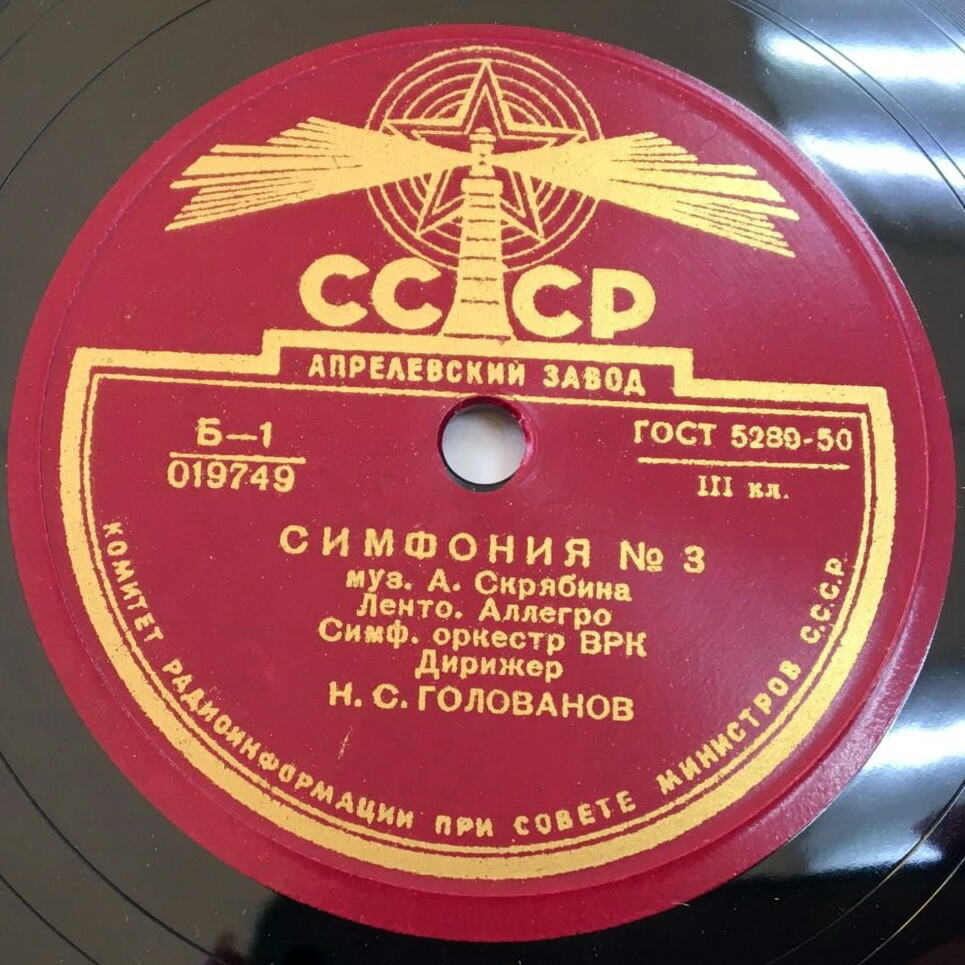 СССР
АПРЕЛЕВСКИЙ ЗАВОД
Б-1
019749
ГОСТ 5289-50
III кл.
СИМФОНИЯ № 3
муз. А. Скрябина
Ленто. Аллегро
Симф. оркестр ВРК
Дирижер
Н. С. ГОЛОВАНОВ
КОМИТЕТ РАДИОИНФОРМАЦИИ ПРИ СОВЕТЕ МИНИСТРОВ С.С.С.Р.